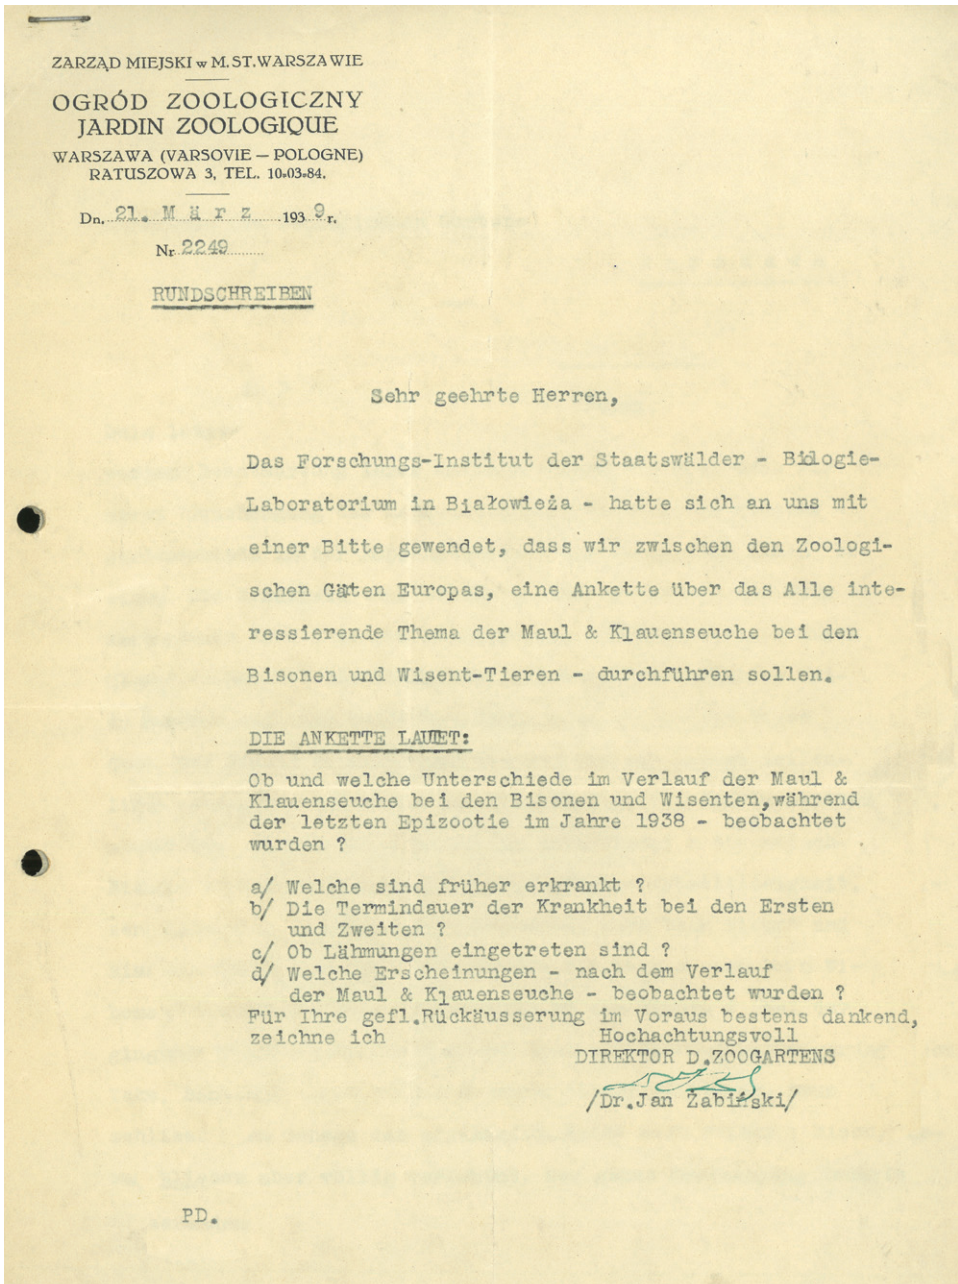 ZARZĄD MIEJSKI w M. ST. WARSZAWIE
OGRÓD ZOOLOGICZNY
JARDIN ZOOLOGIQUE
WARSZAWA (VARSOVIE — POLOGNE)
RATUSZOWA 3, TEL. 10-03-84.
Dn. 21. März 1939 r.
Nr 2249
RUNDSCHREIBEN
Sehr geehrte Herren,
Das Forschungs-Institut der Staatswälder - Biologie-
Laboratorium in Białowieża - hatte sich an uns mit
einer Bitte gewendet, dass wir zwischen den Zoologi-
schen Gärten Europas, eine Ankette über das Alle inte-
ressierende Thema der Maul & Klauenseuche bei den
Bisonen und Wisent-Tieren - durchführen sollen.
DIE ANKETTE LAUTET:
Ob und welche Unterschiede im Verlauf der Maul &
Klauenseuche bei den Bisonen und Wisenten,während
der letzten Epizootie im Jahre 1938 - beobachtet
wurden ?
a/ Welche sind früher erkrankt ?
b/ Die Termindauer der Krankheit bei den Ersten
und Zweiten ?
c/ Ob Lähmungen eingetreten sind ?
d/ Welche Erscheinungen - nach dem Verlauf
der Maul & Klauenseuche - beobachtet wurden ?
Für Ihre gefl.Rückäusserung im Voraus bestens dankend,
zeichne ich Hochachtungsvoll
DIREKTOR D.ZOOGARTENS
/Dr.Jan Żabiński/
PD.